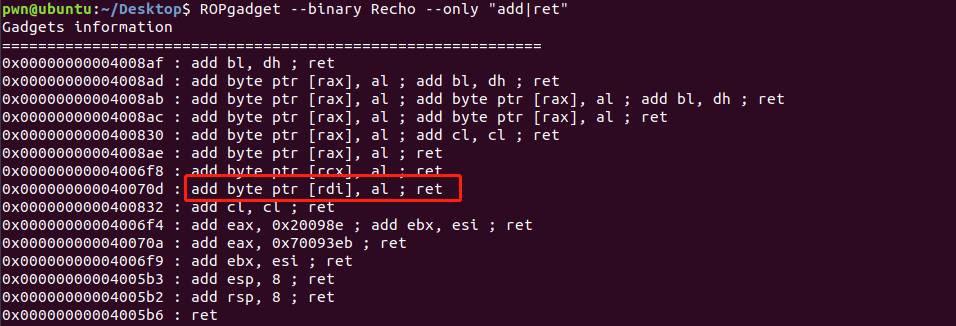 pwn@ubuntu:~/Desktop$ ROPgadget --binary Recho --only "add|ret"
Gadgets information
============================================================
0x00000000004008af : add bl, dh ; ret
0x00000000004008ad : add byte ptr [rax], al ; add bl, dh ; ret
0x00000000004008ab : add byte ptr [rax], al ; add byte ptr [rax], al ; add bl, dh ; ret
0x00000000004008ac : add byte ptr [rax], al ; add byte ptr [rax], al ; ret
0x0000000000400830 : add byte ptr [rax], al ; add cl, cl ; ret
0x00000000004008ae : add byte ptr [rax], al ; ret
0x00000000004006f8 : add byte ptr [rcx], al ; ret
0x000000000040070d : add byte ptr [rdi], al ; ret
0x0000000000400832 : add cl, cl ; ret
0x00000000004006f4 : add eax, 0x20098e ; add ebx, esi ; ret
0x000000000040070a : add eax, 0x70093eb ; ret
0x00000000004006f9 : add ebx, esi ; ret
0x00000000004005b3 : add esp, 8 ; ret
0x00000000004005b2 : add rsp, 8 ; ret
0x00000000004005b6 : ret